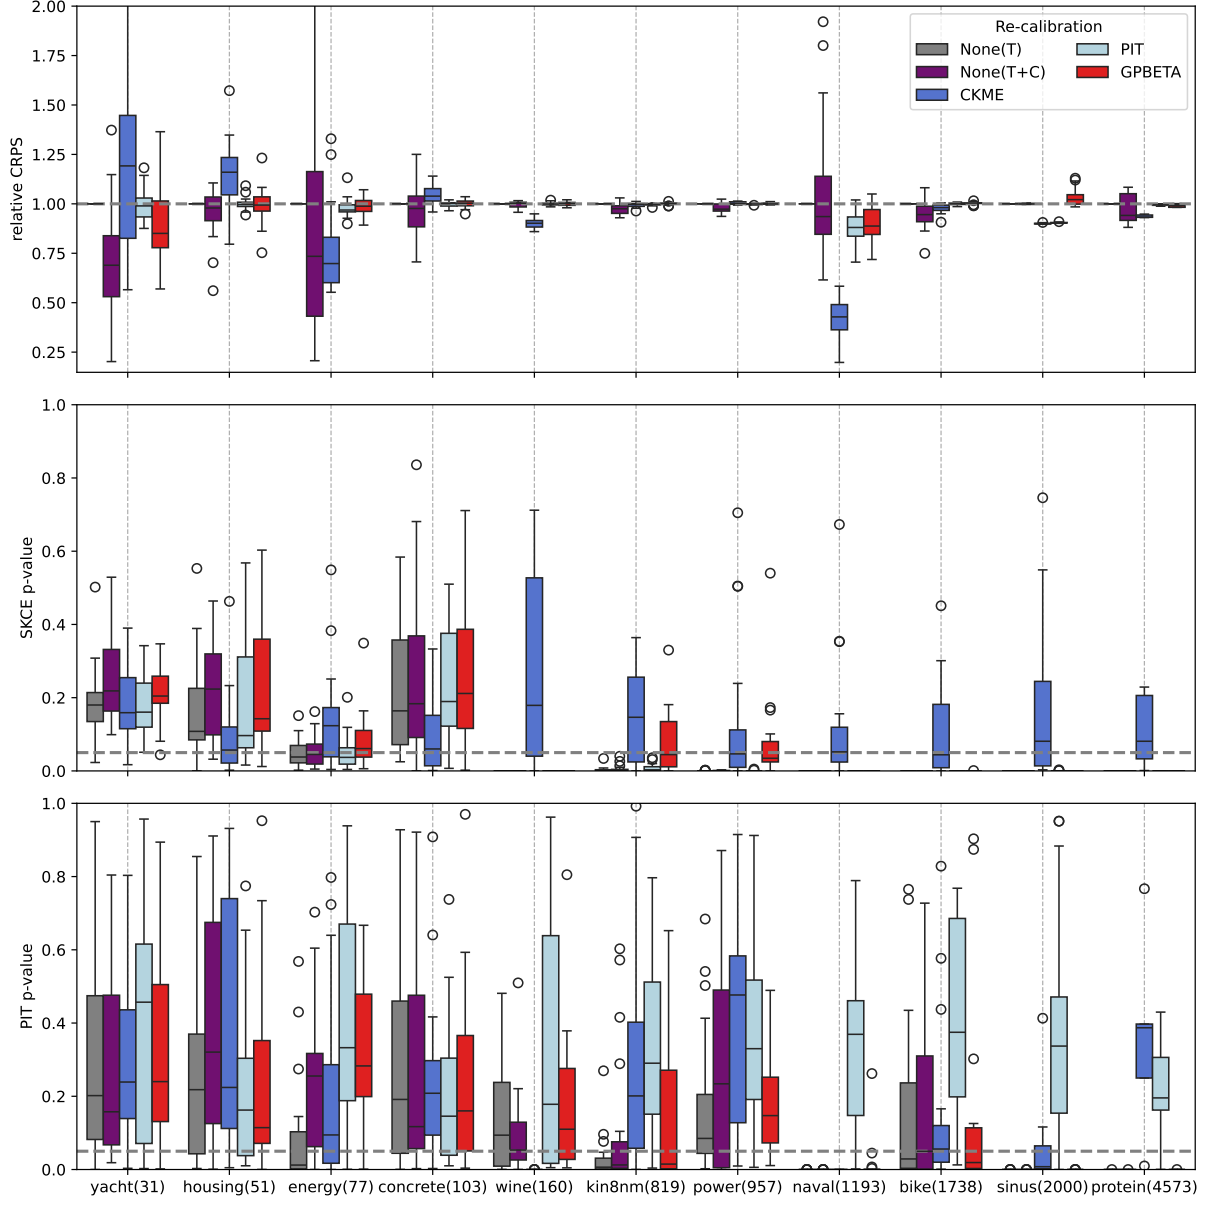 2.00
1.75
1.50
1.25
1.00
0.75
0.50
0.25
relative CRPS
Re-calibration
None(T)
None(T+C)
CKME
PIT
GPBETA
1.0
0.8
0.6
0.4
0.2
0.0
SKCE p-value
1.0
0.8
0.6
0.4
0.2
0.0
PIT p-value
yacht(31) housing(51) energy(77) concrete(103) wine(160) kin8nm(819) power(957) naval(1193) bike(1738) sinus(2000) protein(4573)